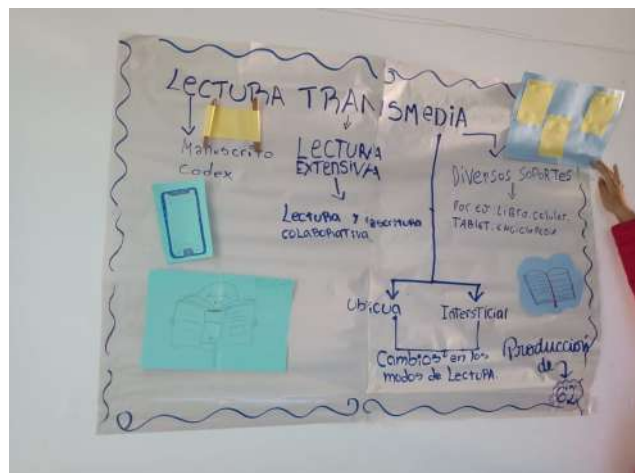 LECTURA TRANSMEDIA
Manuscrito
Codex
LECTURA
EXTENSIVA
Lectura y escritura
COLABORATIVA.
Diversos SOPORTES
Por ej: LIBRO. celular.
TABLET. enciclopedia
Ubicua
Intersticial
Cambios en los
modos de Lectura.
Producción
de